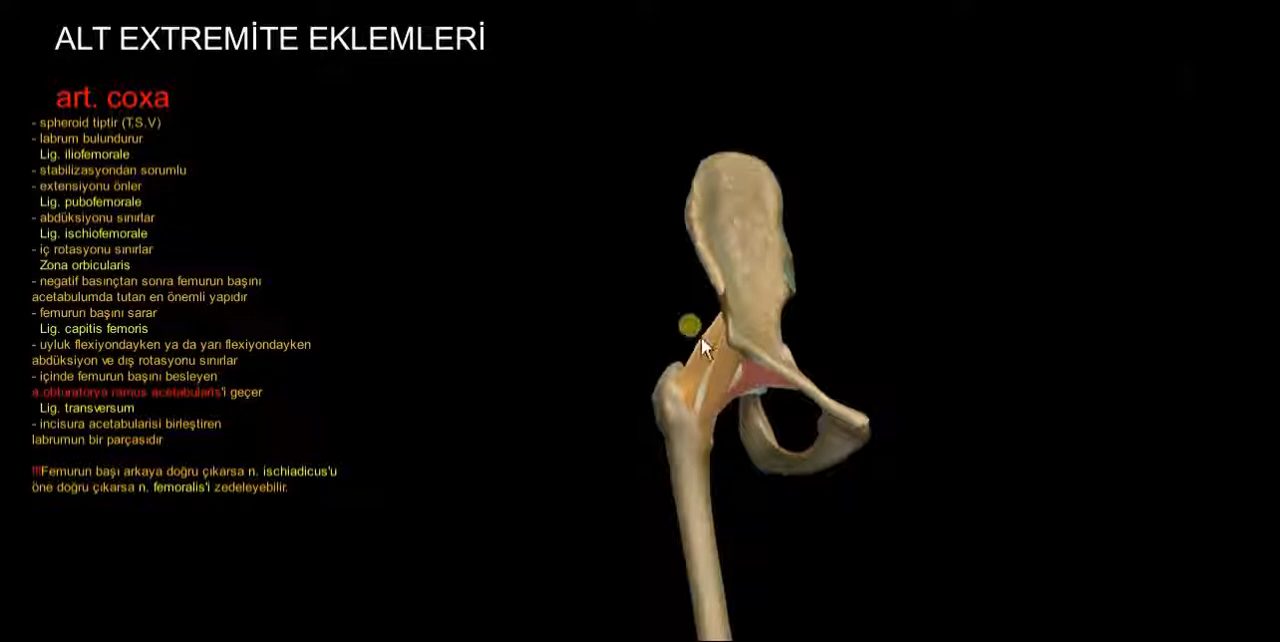 ALT EXTREMİTE EKLEMLERİ
art. coxa
- spheroid tiptir (T,S,V)
- labrum bulundurur
Lig. iliofemorale
- stabilizasyondan sorumlu
- extensiyonu önler
Lig. pubofemorale
- abdüksiyonu sınırlar
Lig. ischiofemorale
- iç rotasyonu sınırlar
Zona orbicularis
- negatif basınçtan sonra femurun başını
acetabulumda tutan en önemli yapıdır
- femurun başını sarar
Lig. capitis femoris
- uyluk flexiyondayken ya da yarı flexiyondayken
abdüksiyon ve dış rotasyonu sınırlar
- içinde femurun başını besleyen
a.obturatorya ramus acetabularis'i geçer
Lig. transversum
- incisura acetabularisi birleştiren
labrumun bir parçasıdır
!!!Femurun başı arkaya doğru çıkarsa n. ischiadicus'u
öne doğru çıkarsa n. femoralis'i zedeleyebilir.